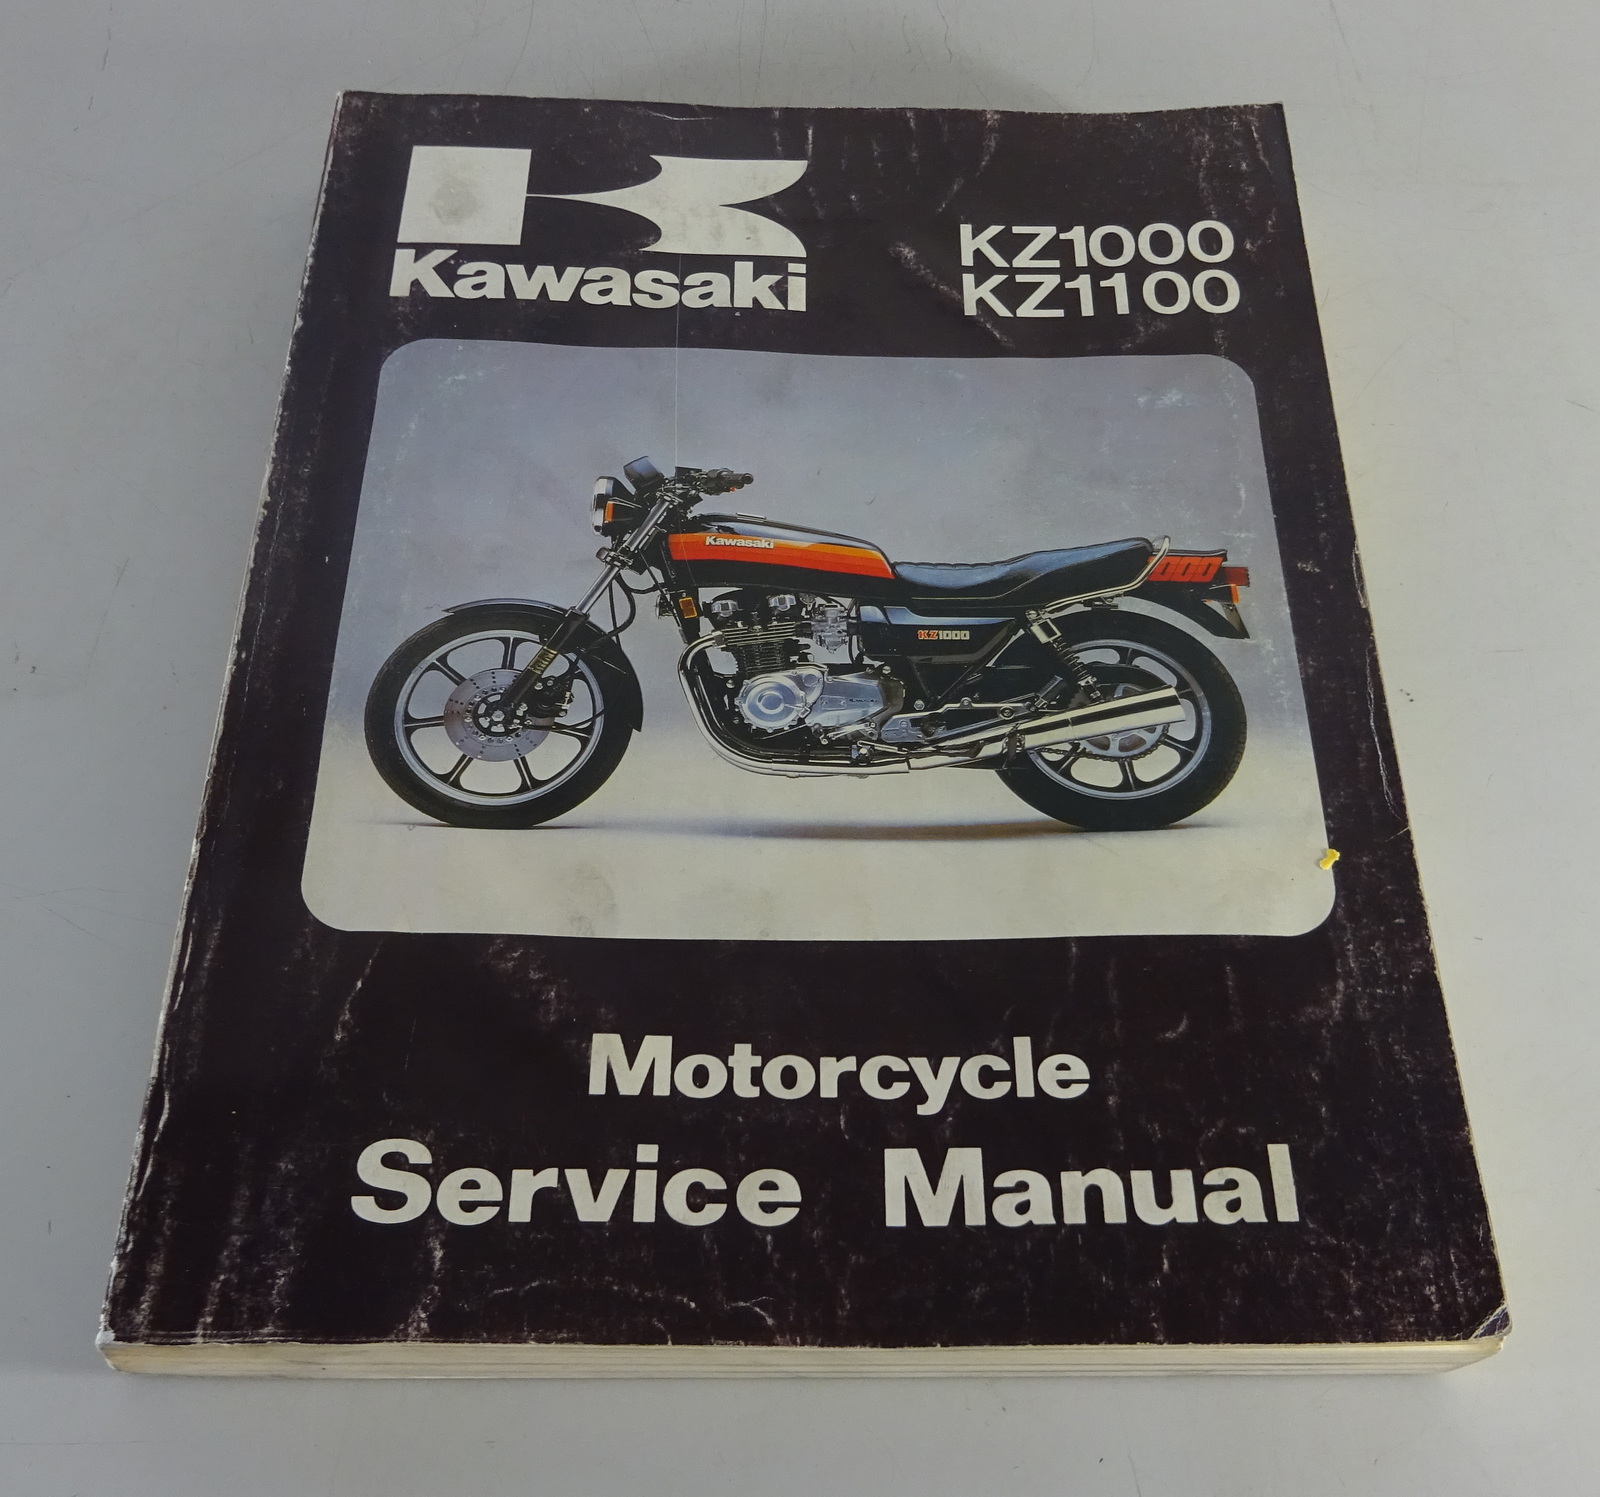 Kawasaki
KZ1000
KZ1100
Kawasaki
KZ1000
Motorcycle
Service Manual